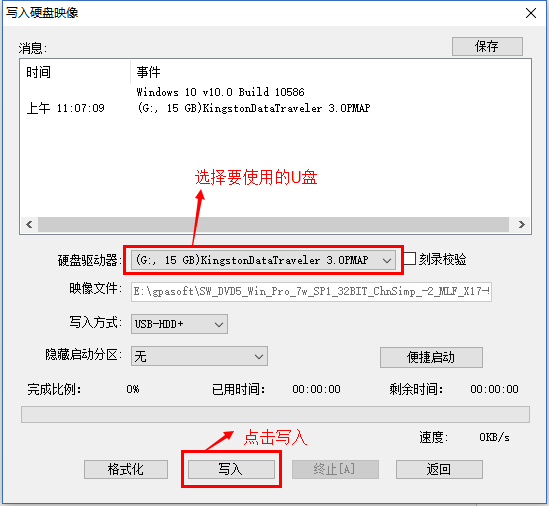 写入硬盘映像
消息:
保存
时间 事件
Windows 10 v10.0 Build 10586
上午 11:07:09 (G:, 15 GB)KingstonDataTraveler 3.0PMAP
选择要使用的U盘
硬盘驱动器: (G:, 15 GB)KingstonDataTraveler 3.0PMAP 刻录校验
映像文件: E:\gpasoft\SW_DVD5_Win_Pro_7w_SP1_32BIT_ChnSimp_-2_MLF_X17-
写入方式: USB-HDD+
隐藏启动分区: 无 便捷启动
完成比例: 0% 已用时间: 00:00:00 剩余时间: 00:00:00
点击写入
速度: 0KB/s
格式化 写入 终止[A] 返回